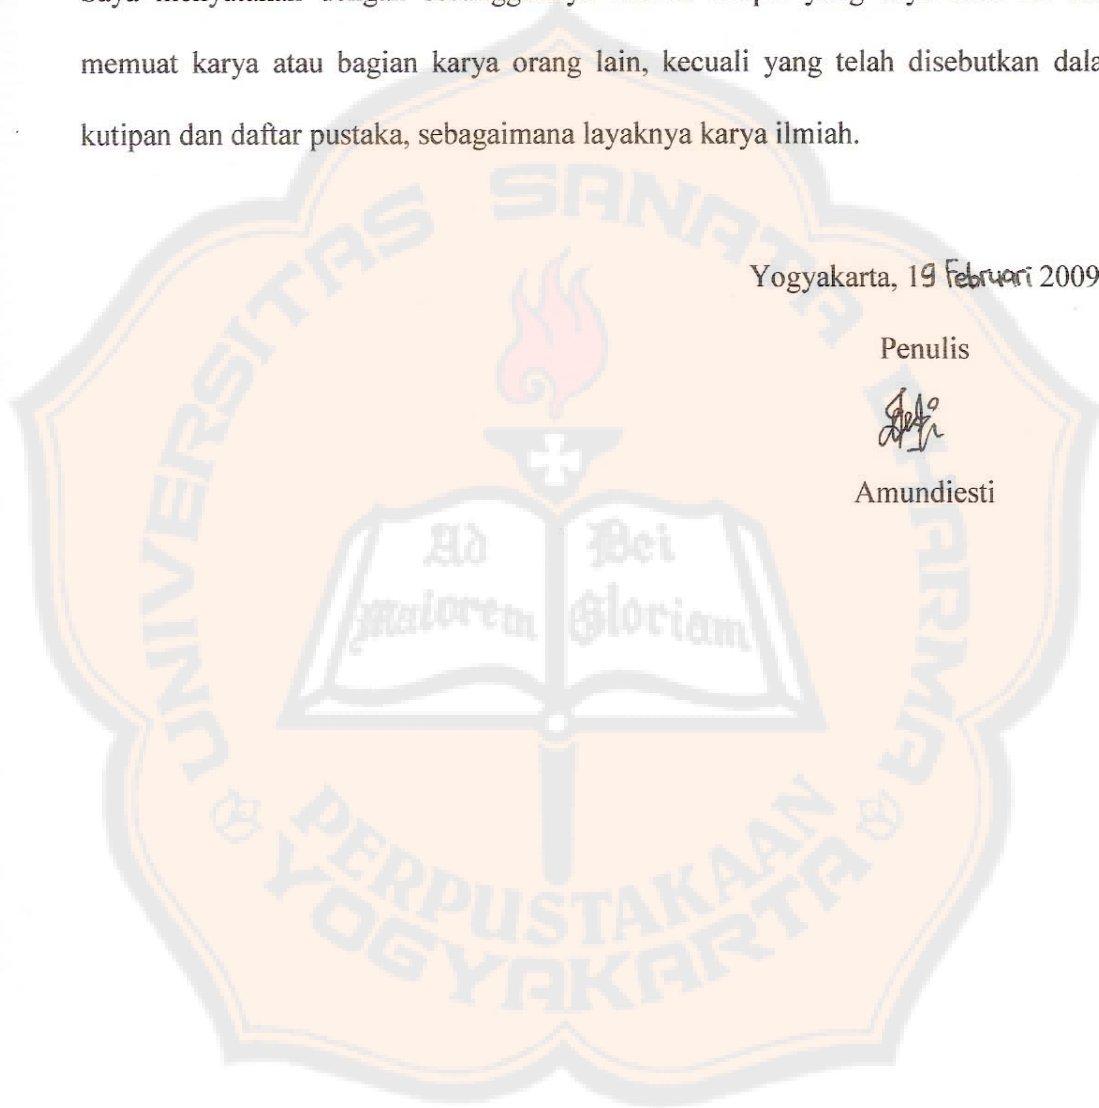 memuat karya atau bagian karya orang lain, kecuali yang telah disebutkan dala
kutipan dan daftar pustaka, sebagaimana layaknya karya ilmiah.
Yogyakarta, 19 Februari 2009
Penulis
Amundiesti
UNIVERSITAS SANATA DHARMA
Ad Dei
Maiorem Gloriam
PERPUSTAKAAN
YOGYAKARTA